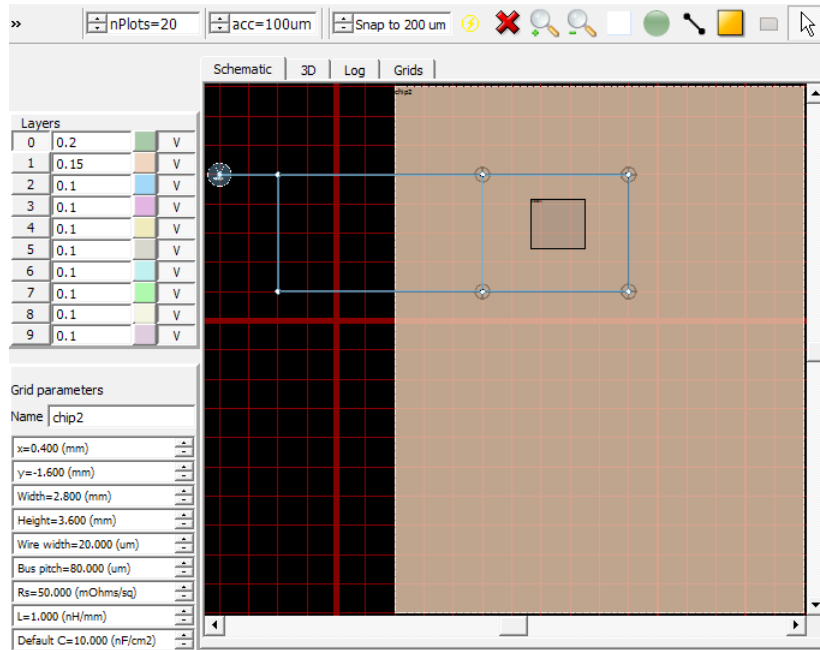 » nPlots=20 acc=100um Snap to 200 um
Schematic 3D Log Grids
chip2
Layers
0 0.2 V
1 0.15 V
2 0.1 V
3 0.1 V
4 0.1 V
5 0.1 V
6 0.1 V
7 0.1 V
8 0.1 V
9 0.1 V
Grid parameters
Name chip2
x=0.400 (mm)
y=-1.600 (mm)
Width=2.800 (mm)
Height=3.600 (mm)
Wire width=20.000 (um)
Bus pitch=80.000 (um)
Rs=50.000 (mOhms/sq)
L=1.000 (nH/mm)
Default C=10.000 (nF/cm2)